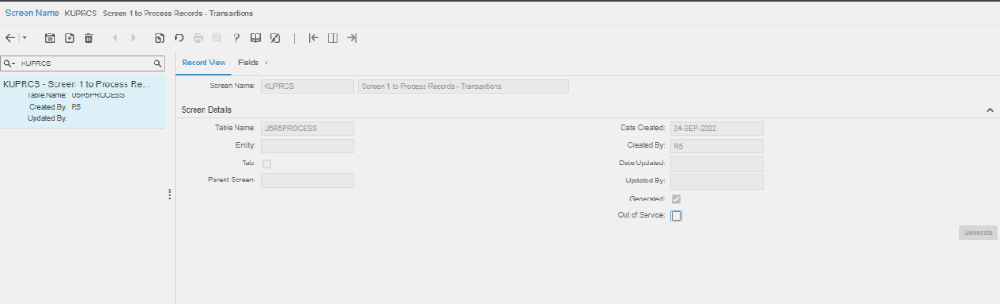 Screen Name KUPRCS Screen 1 to Process Records - Transactions
KUPRCS
KUPRCS - Screen 1 to Process Re...
Table Name: U5R5PROCESS
Created By: R5
Updated By:
Record View Fields ×
Screen Name: KUPRCS Screen 1 to Process Records - Transactions
Screen Details
Table Name: U5R5PROCESS Date Created: 24-SEP-2022
Entity: Created By: R5
Tab: Date Updated:
Parent Screen: Updated By:
Generated:
Out of Service:
Generate